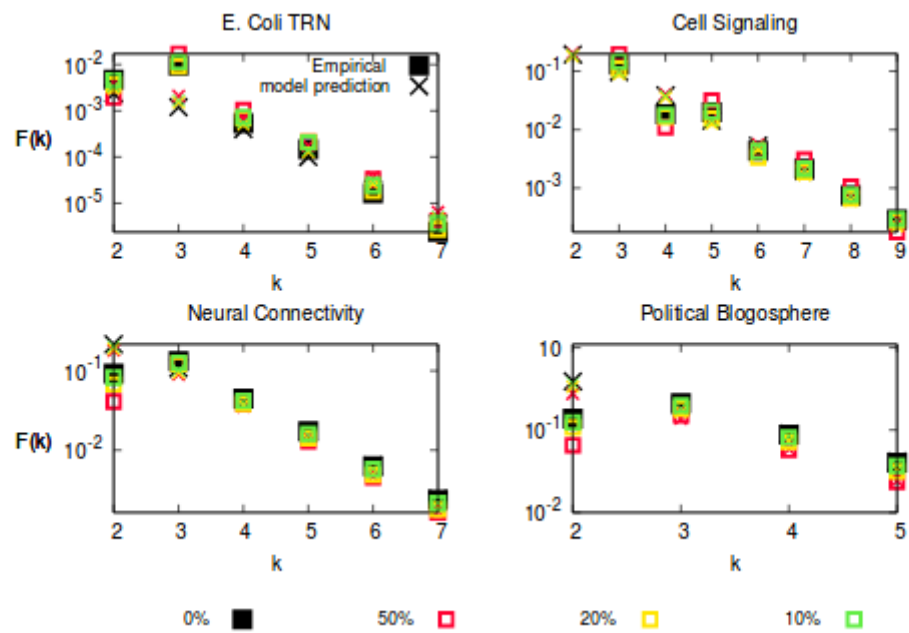 E. Coli TRN
Cell Signaling
10-2
10-3
10-4
10-5
F(k)
Empirical
model prediction
2 3 4 5 6 7
k
10-1
10-2
10-3
2 3 4 5 6 7 8 9
k
Neural Connectivity
Political Blogosphere
10-1
10-2
F(k)
2 3 4 5 6 7
k
10
10-1
10-2
2 3 4 5
k
0% 50% 20% 10%